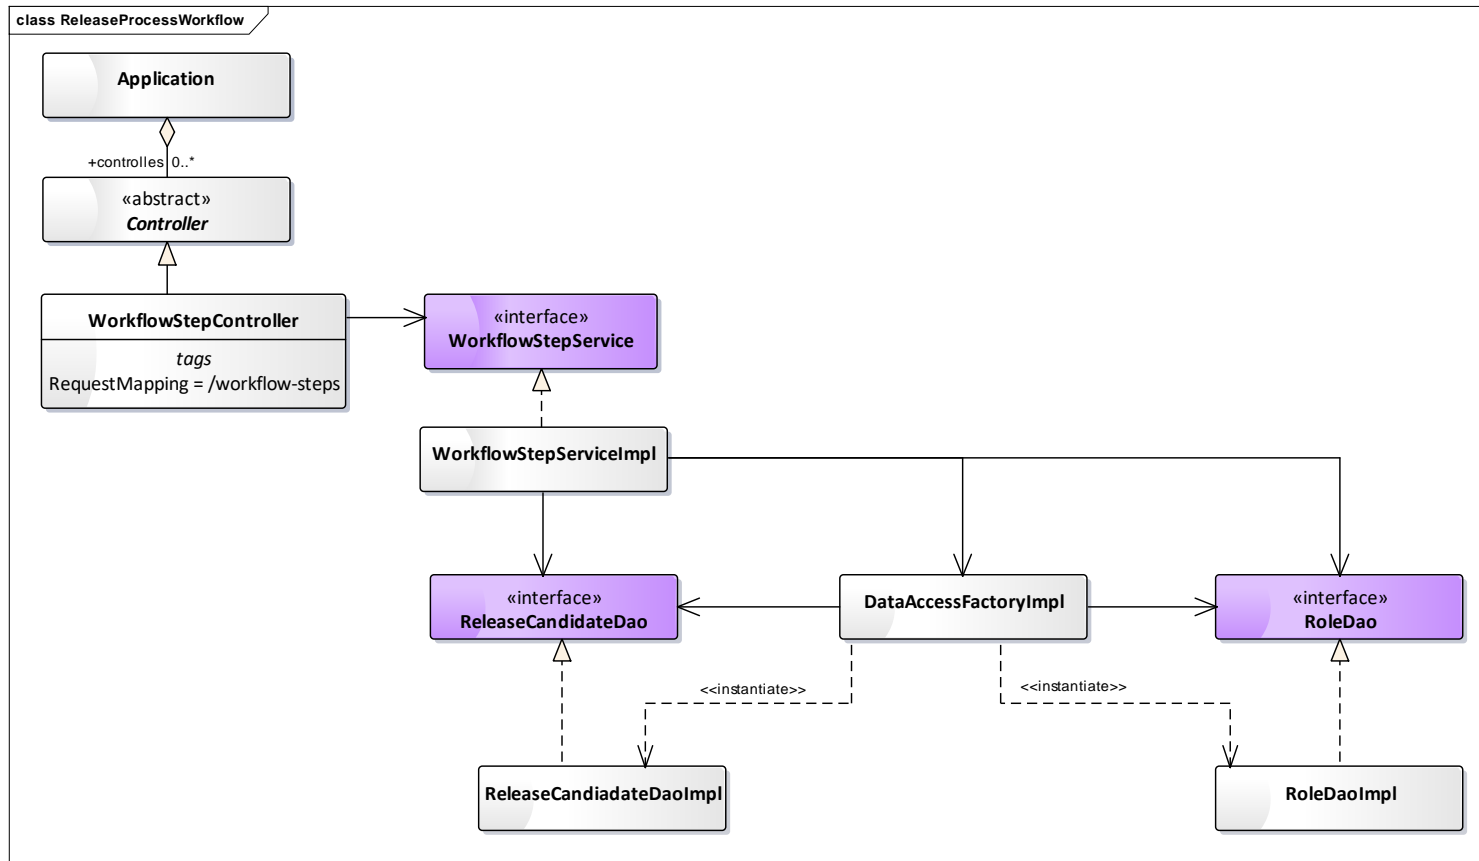 class ReleaseProcessWorkflow
Application
+controlles 0..*
«abstract»
Controller
WorkflowStepController
tags
RequestMapping = /workflow-steps
«interface»
WorkflowStepService
WorkflowStepServiceImpl
«interface»
ReleaseCandidateDao
DataAccessFactoryImpl
«interface»
RoleDao
<<instantiate>>
<<instantiate>>
ReleaseCandiadateDaoImpl
RoleDaoImpl